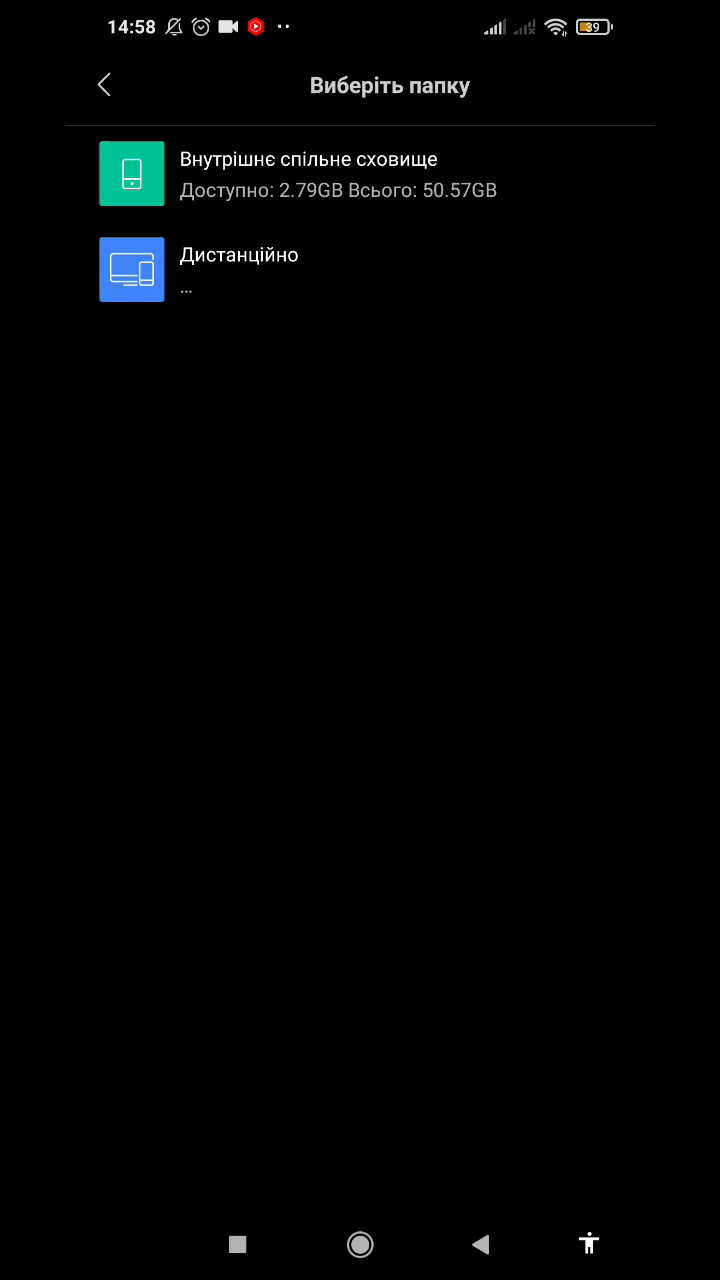 14:58
39
Виберіть папку
Внутрішнє спільне сховище
Доступно: 2.79GB Всього: 50.57GB
Дистанційно
...